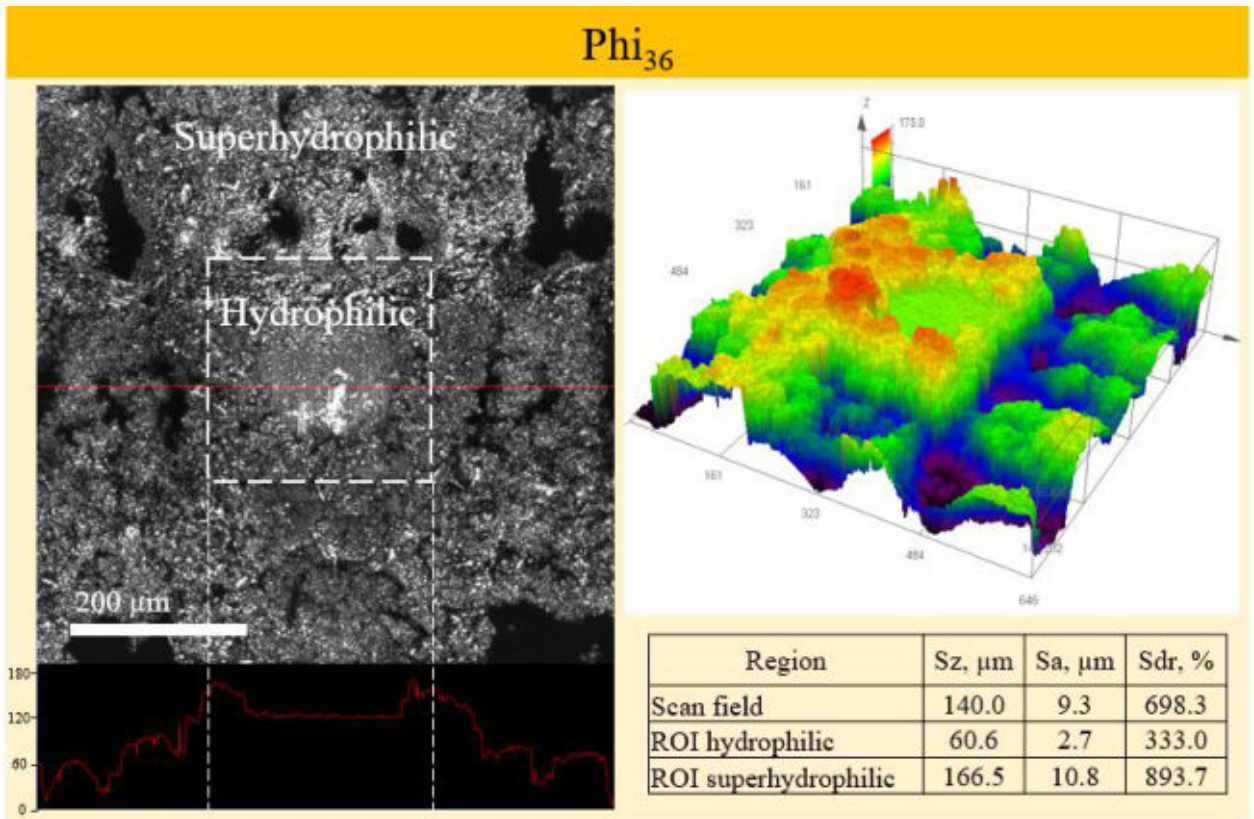 Phi36
Superhydrophilic
Hydrophilic
200 μm
180
120
60
0
Z
175.0
161
323
484
161
323
484
646
Region Sz, μm Sa, μm Sdr, %
Scan field 140.0 9.3 698.3
ROI hydrophilic 60.6 2.7 333.0
ROI superhydrophilic 166.5 10.8 893.7